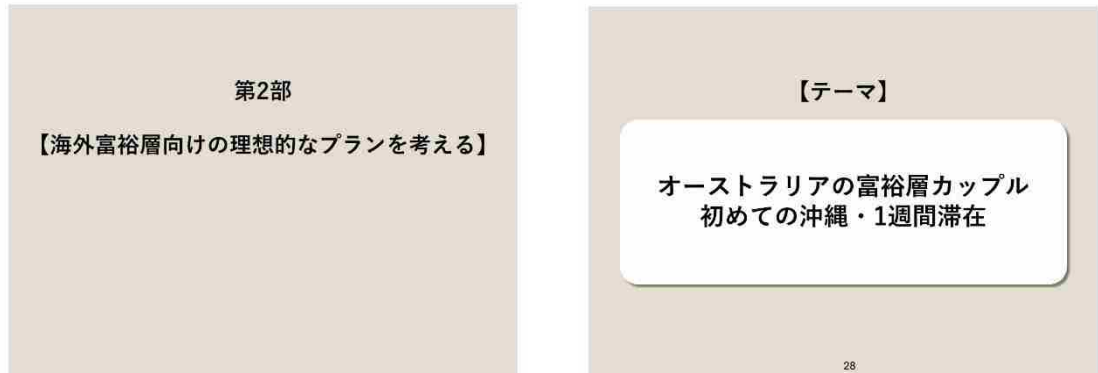 第2部
【海外富裕層向けの理想的なプランを考える】
【テーマ】
オーストラリアの富裕層カップル
初めての沖縄・1週間滞在
28